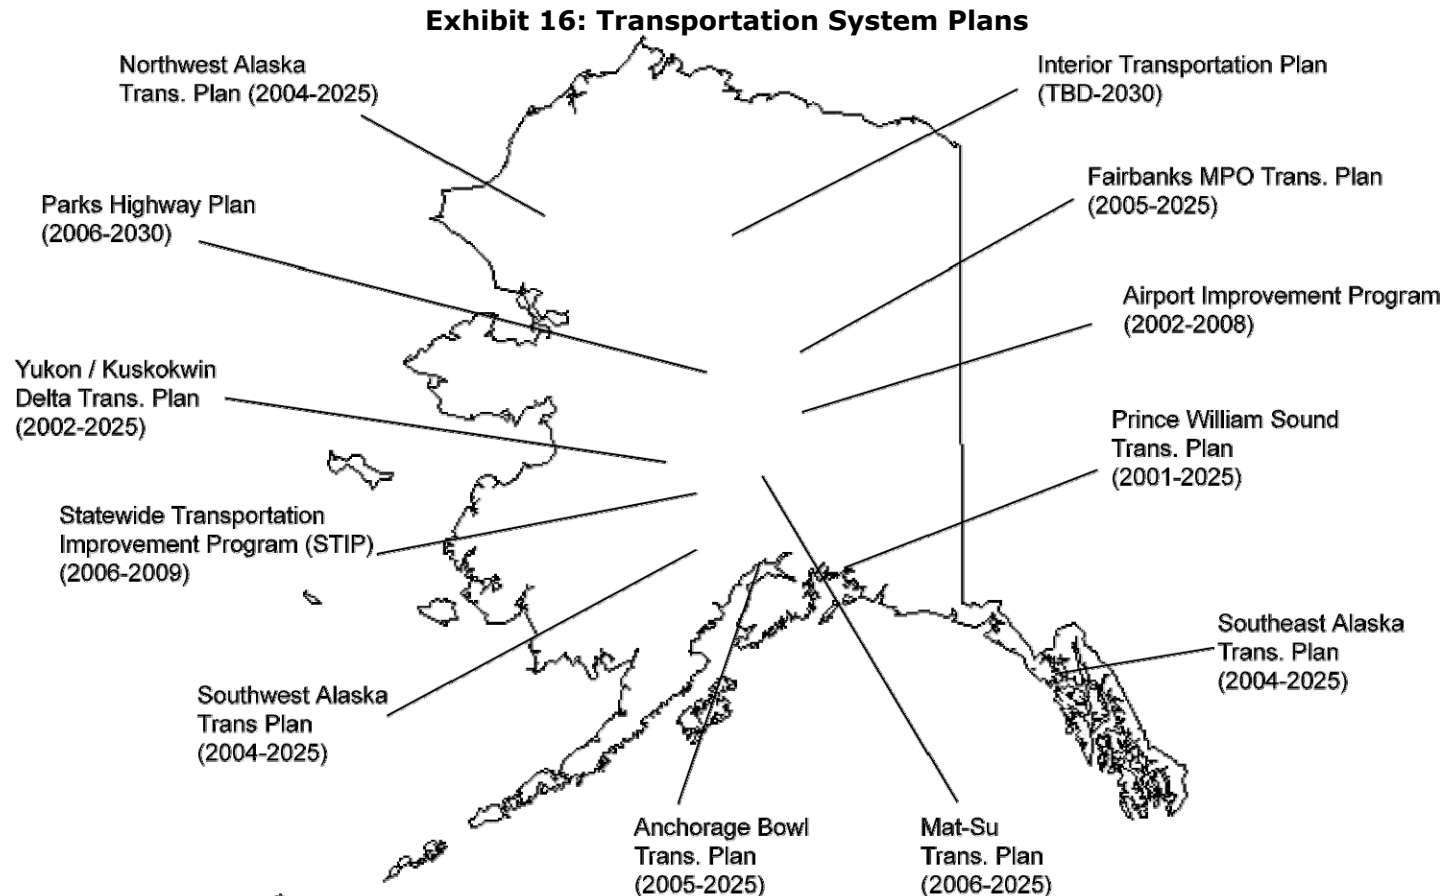 Exhibit 16: Transportation System Plans
Northwest Alaska
Trans. Plan (2004-2025)
Interior Transportation Plan
(TBD-2030)
Parks Highway Plan
(2006-2030)
Fairbanks MPO Trans. Plan
(2005-2025)
Airport Improvement Program
(2002-2008)
Yukon / Kuskokwin
Delta Trans. Plan
(2002-2025)
Prince William Sound
Trans. Plan
(2001-2025)
Statewide Transportation
Improvement Program (STIP)
(2006-2009)
Southeast Alaska
Trans. Plan
(2004-2025)
Southwest Alaska
Trans Plan
(2004-2025)
Anchorage Bowl
Trans. Plan
(2005-2025)
Mat-Su
Trans. Plan
(2006-2025)